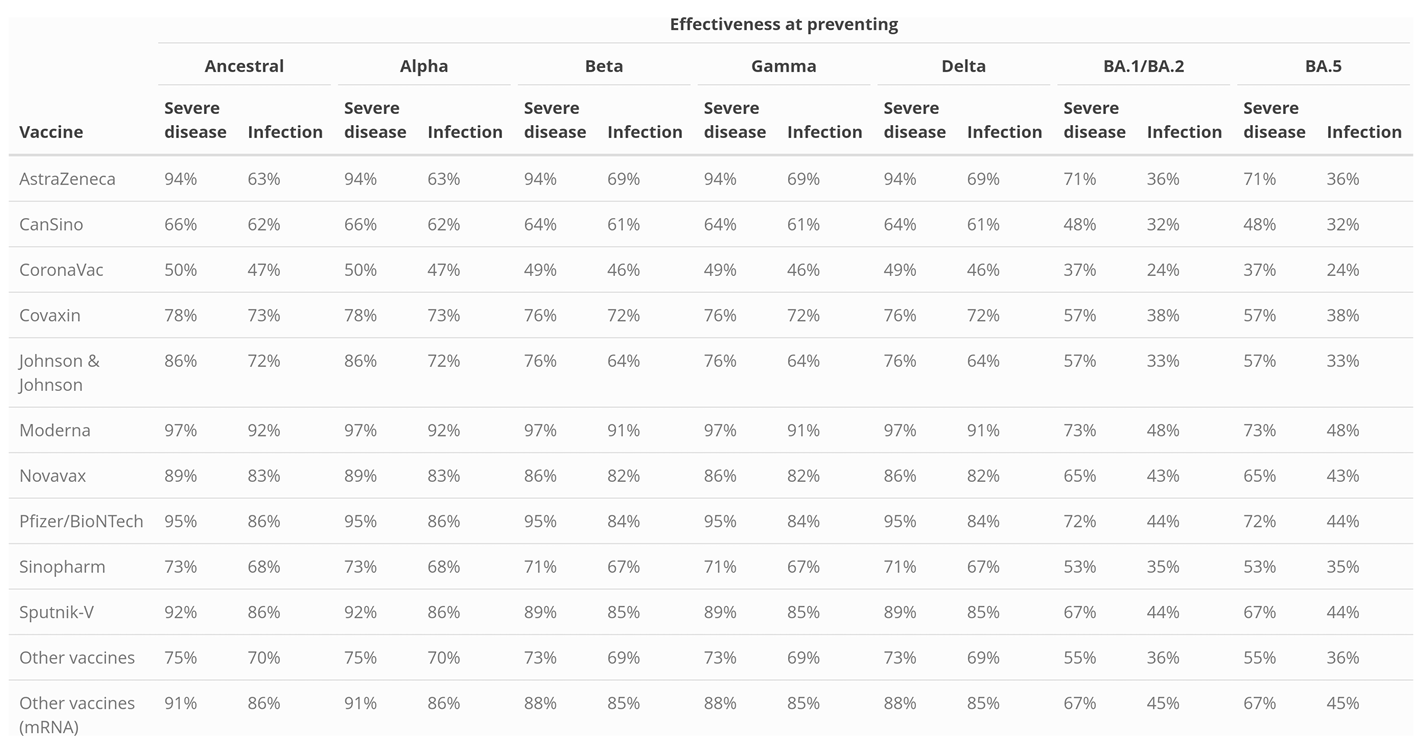 Effectiveness at preventing
Ancestral Alpha Beta Gamma Delta BA.1/BA.2 BA.5
Severe Severe Severe Severe Severe Severe Severe
Vaccine disease Infection disease Infection disease Infection disease Infection disease Infection disease Infection disease Infection
AstraZeneca 94% 63% 94% 63% 94% 69% 94% 69% 94% 69% 71% 36% 71% 36%
CanSino 66% 62% 66% 62% 64% 61% 64% 61% 64% 61% 48% 32% 48% 32%
CoronaVac 50% 47% 50% 47% 49% 46% 49% 46% 49% 46% 37% 24% 37% 24%
Covaxin 78% 73% 78% 73% 76% 72% 76% 72% 76% 72% 57% 38% 57% 38%
Johnson & 86% 72% 86% 72% 76% 64% 76% 64% 76% 64% 57% 33% 57% 33%
Johnson
Moderna 97% 92% 97% 92% 97% 91% 97% 91% 97% 91% 73% 48% 73% 48%
Novavax 89% 83% 89% 83% 86% 82% 86% 82% 86% 82% 65% 43% 65% 43%
Pfizer/BioNTech 95% 86% 95% 86% 95% 84% 95% 84% 95% 84% 72% 44% 72% 44%
Sinopharm 73% 68% 73% 68% 71% 67% 71% 67% 71% 67% 53% 35% 53% 35%
Sputnik-V 92% 86% 92% 86% 89% 85% 89% 85% 89% 85% 67% 44% 67% 44%
Other vaccines 75% 70% 75% 70% 73% 69% 73% 69% 73% 69% 55% 36% 55% 36%
Other vaccines 91% 86% 91% 86% 88% 85% 88% 85% 88% 85% 67% 45% 67% 45%
(mRNA)